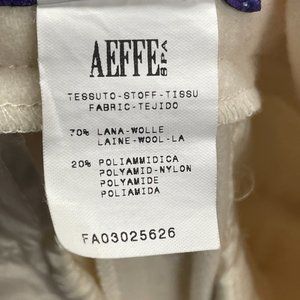 AEFFE SPA
TESSUTO-STOFF-TISSU
FABRIC-TEJIDO
70% LANA-WOLLE
LAINE-WOOL-LA
20% POLIAMMIDICA
POLYAMID-NYLON
POLYAMIDE
POLIAMIDA
FA03025626